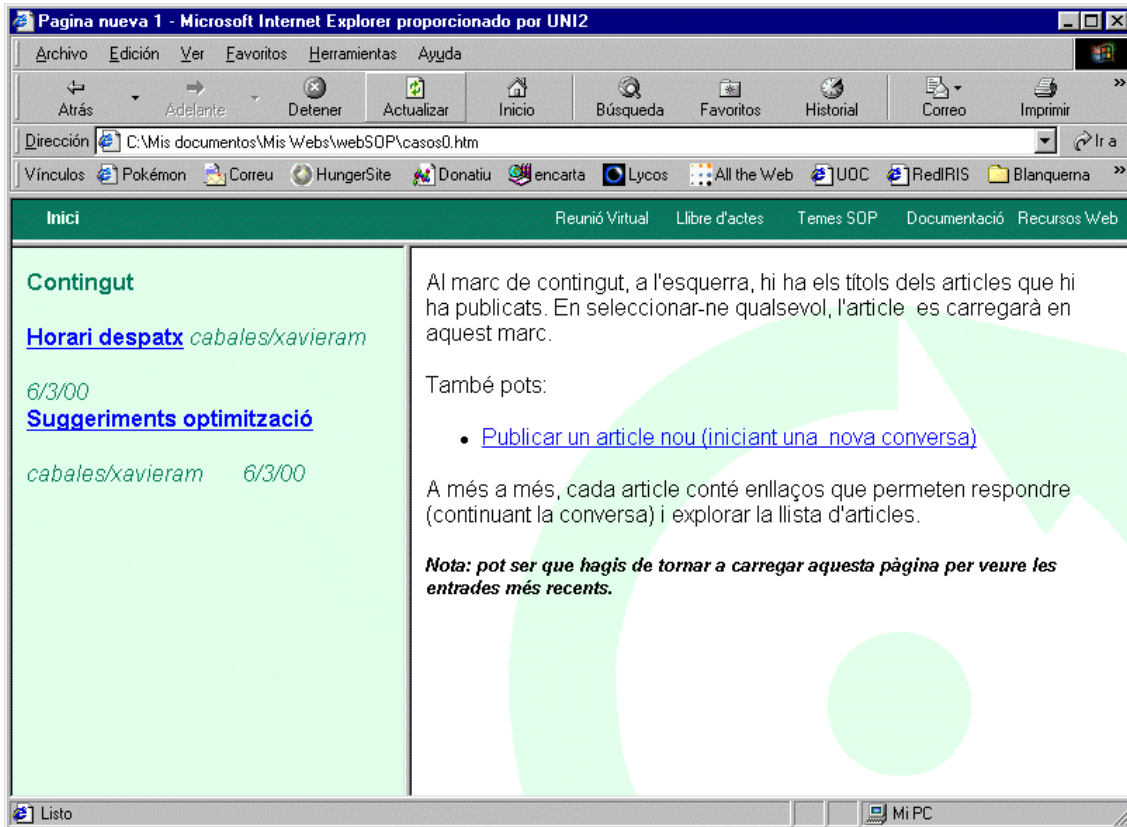 Pagina nueva 1 - Microsoft Internet Explorer proporcionado por UNI2
Archivo Edición Ver Favoritos Herramientas Ayuda
Atrás Adelante Detener Actualizar Inicio Búsqueda Favoritos Historial Correo Imprimir »
Dirección C:\Mis documentos\Mis Webs\webSOP\casos0.htm Ir a
Vínculos Pokémon Correu HungerSite Donatiu encarta Lycos All the Web UOC RedIRIS Blanquerna »
Inici Reunió Virtual Llibre d'actes Temes SOP Documentació Recursos Web
Contingut
Horari despatx cabales/xavieram
6/3/00
Suggeriments optimització
cabales/xavieram 6/3/00
Al marc de contingut, a l'esquerra, hi ha els títols dels articles que hi
ha publicats. En seleccionar-ne qualsevol, l'article es carregarà en
aquest marc.
També pots:
• Publicar un article nou (iniciant una nova conversa)
A més a més, cada article conté enllaços que permeten respondre
(continuant la conversa) i explorar la llista d'articles.
Nota: pot ser que hagis de tornar a carregar aquesta pàgina per veure les
entrades més recents.
Listo Mi PC